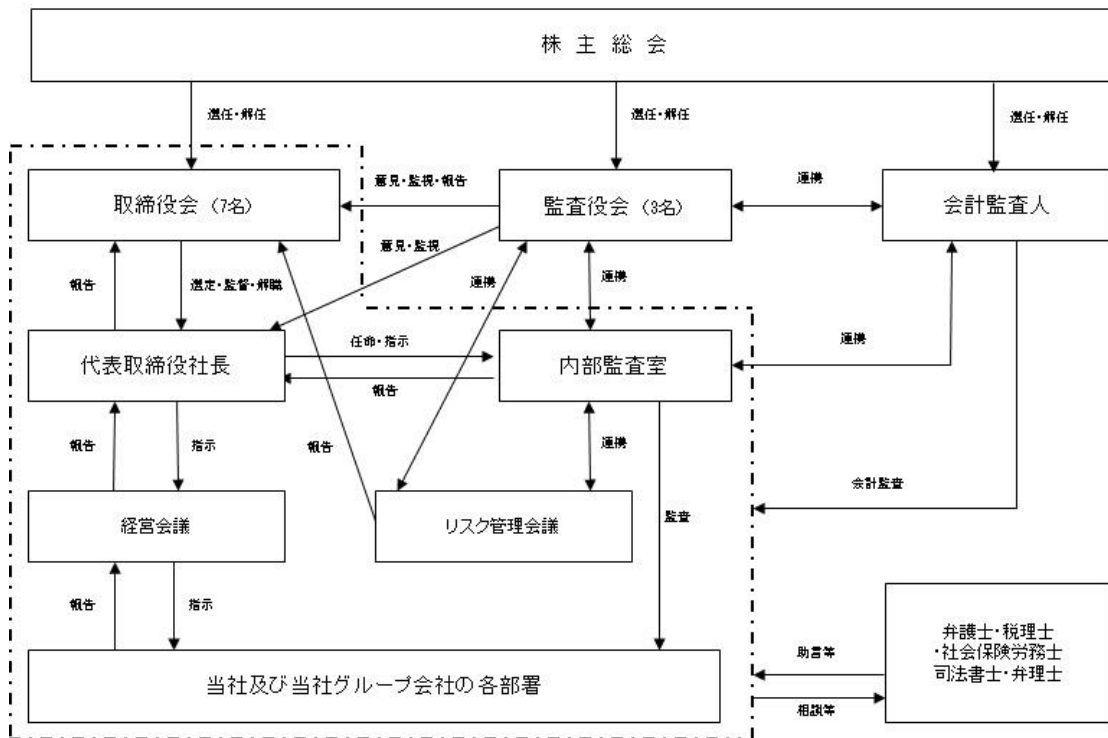 株 主 総 会
選任・解任
選任・解任
選任・解任
取締役会（7名）
意見・監視・報告
監査役会（3名）
連携
会計監査人
意見・監視
報告
選定・監督・解職
連携
連携
代表取締役社長
任命・指示
報告
内部監査室
連携
報告
指示
報告
連携
会計監査
経営会議
リスク管理会議
監査
報告
指示
当社及び当社グループ会社の各部署
助言等
相談等
弁護士・税理士
・社会保険労務士
司法書士・弁理士